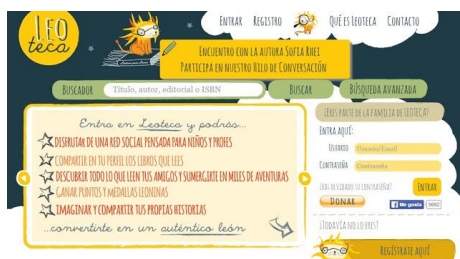 LEO
teca
ENTRAR REGISTRO QUÉ ES LEOTECA CONTACTO
ENCUENTRO CON LA AUTORA SOFIA RHEI
PARTICIPA EN NUESTRO HILO DE CONVERSACIÓN
BUSCADOR Título, autor, editorial o ISBN BUSCAR BÚSQUEDA AVANZADA
Entra en Leoteca y podrás...
DISFRUTAR DE UNA RED SOCIAL PENSADA PARA NIÑOS Y PROFES
COMPARTIR EN TU PERFIL LOS LIBROS QUE LEES
DESCUBRIR TODO LO QUE LEEN TUS AMIGOS Y SUMERGIRTE EN MILES DE AVENTURAS
GANAR PUNTOS Y MEDALLAS LEONINAS
IMAGINAR Y COMPARTIR TUS PROPIAS HISTORIAS
...convertirte en un auténtico león
¿ERES PARTE DE LA FAMILIA DE LEOTECA?
ENTRA AQUÍ:
USUARIO Usuario/Email
CONTRASEÑA Contraseña
¿HAS OLVIDADO TU CONTRASEÑA? ENTRAR
DONAR Me gusta
¿TODAVÍA NO LO ERES?
REGÍSTRATE AQUÍ